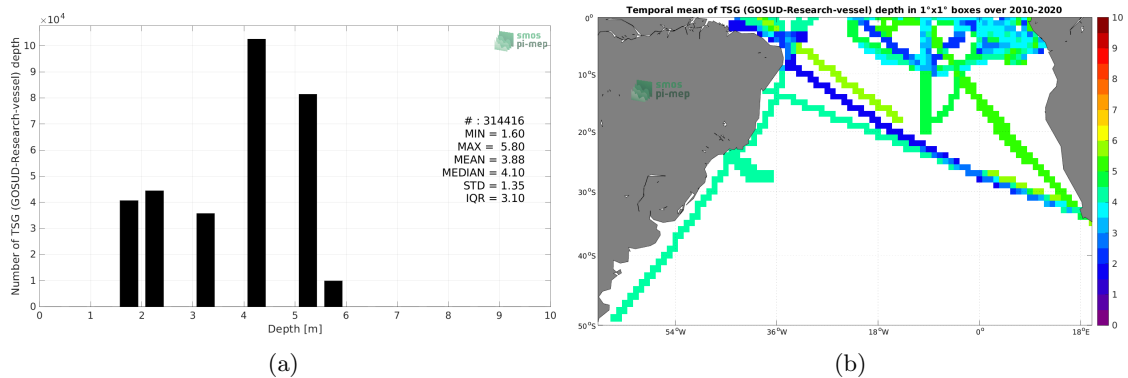 ×10⁴
10
9
8
7
6
5
4
3
2
1
0
Number of TSG (GOSUD-Research-vessel) depth
smos
pi-mep
# : 314416
MIN = 1.60
MAX = 5.80
MEAN = 3.88
MEDIAN = 4.10
STD = 1.35
IQR = 3.10
0 1 2 3 4 5 6 7 8 9 10
Depth [m]
(a)
Temporal mean of TSG (GOSUD-Research-vessel) depth in 1°x1° boxes over 2010-2020
0°
10°S
20°S
30°S
40°S
50°S
smos
pi-mep
54°W 36°W 18°W 0° 18°E
10
9
8
7
6
5
4
3
2
1
0
(b)